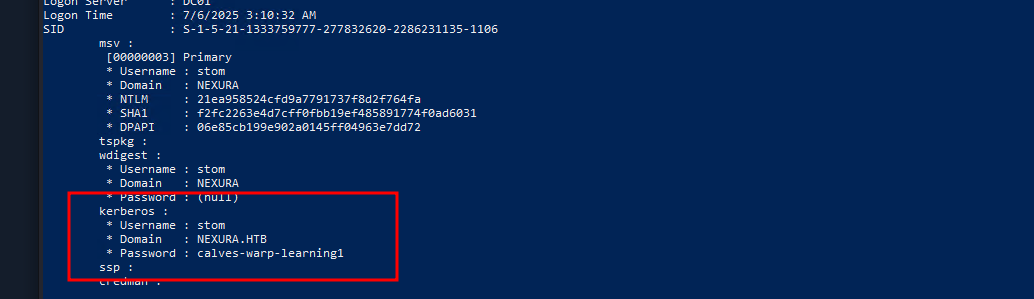 Logon Server : DC01
Logon Time : 7/6/2025 3:10:32 AM
SID : S-1-5-21-1333759777-277832620-2286231135-1106
msv :
[00000003] Primary
* Username : stom
* Domain : NEXURA
* NTLM : 21ea958524cfd9a7791737f8d2f764fa
* SHA1 : f2fc2263e4d7cff0fbb19ef485891774f0ad6031
* DPAPI : 06e85cb199e902a0145ff04963e7dd72
tspkg :
wdigest :
* Username : stom
* Domain : NEXURA
* Password : (null)
kerberos :
* Username : stom
* Domain : NEXURA.HTB
* Password : calves-warp-learning1
ssp :
credman :